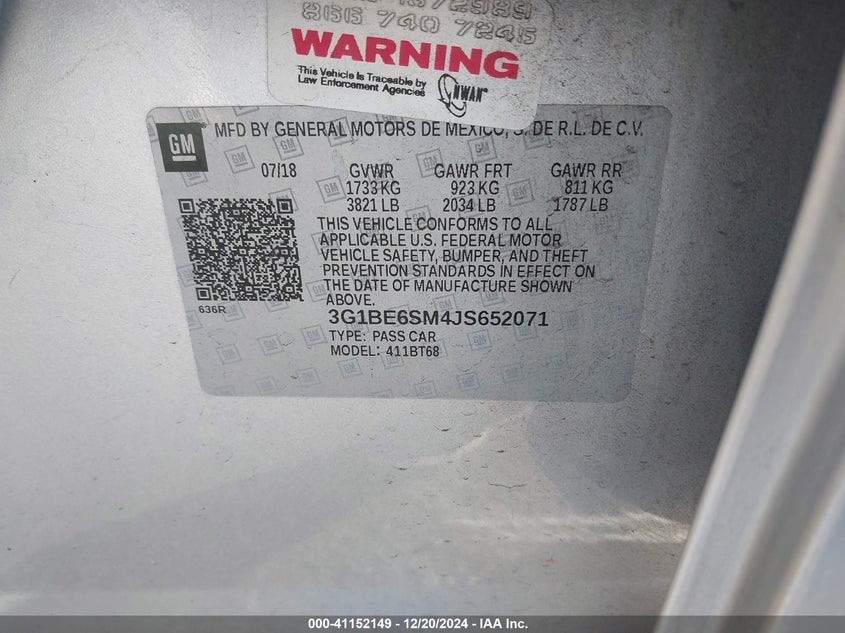 866 740 7246
WARNING
This Vehicle Is Traceable by
Law Enforcement Agencies
NWAN
GM
MFD BY GENERAL MOTORS DE MEXICO, S. DE R.L. DE C.V.
07/18 GVWR GAWR FRT GAWR RR
1733 KG 923 KG 811 KG
3821 LB 2034 LB 1787 LB
THIS VEHICLE CONFORMS TO ALL
APPLICABLE U.S. FEDERAL MOTOR
VEHICLE SAFETY, BUMPER, AND THEFT
PREVENTION STANDARDS IN EFFECT ON
THE DATE OF MANUFACTURE SHOWN
ABOVE.
636R
3G1BE6SM4JS652071
TYPE: PASS CAR
MODEL: 411BT68
000-41152149 - 12/20/2024 - IAA Inc.